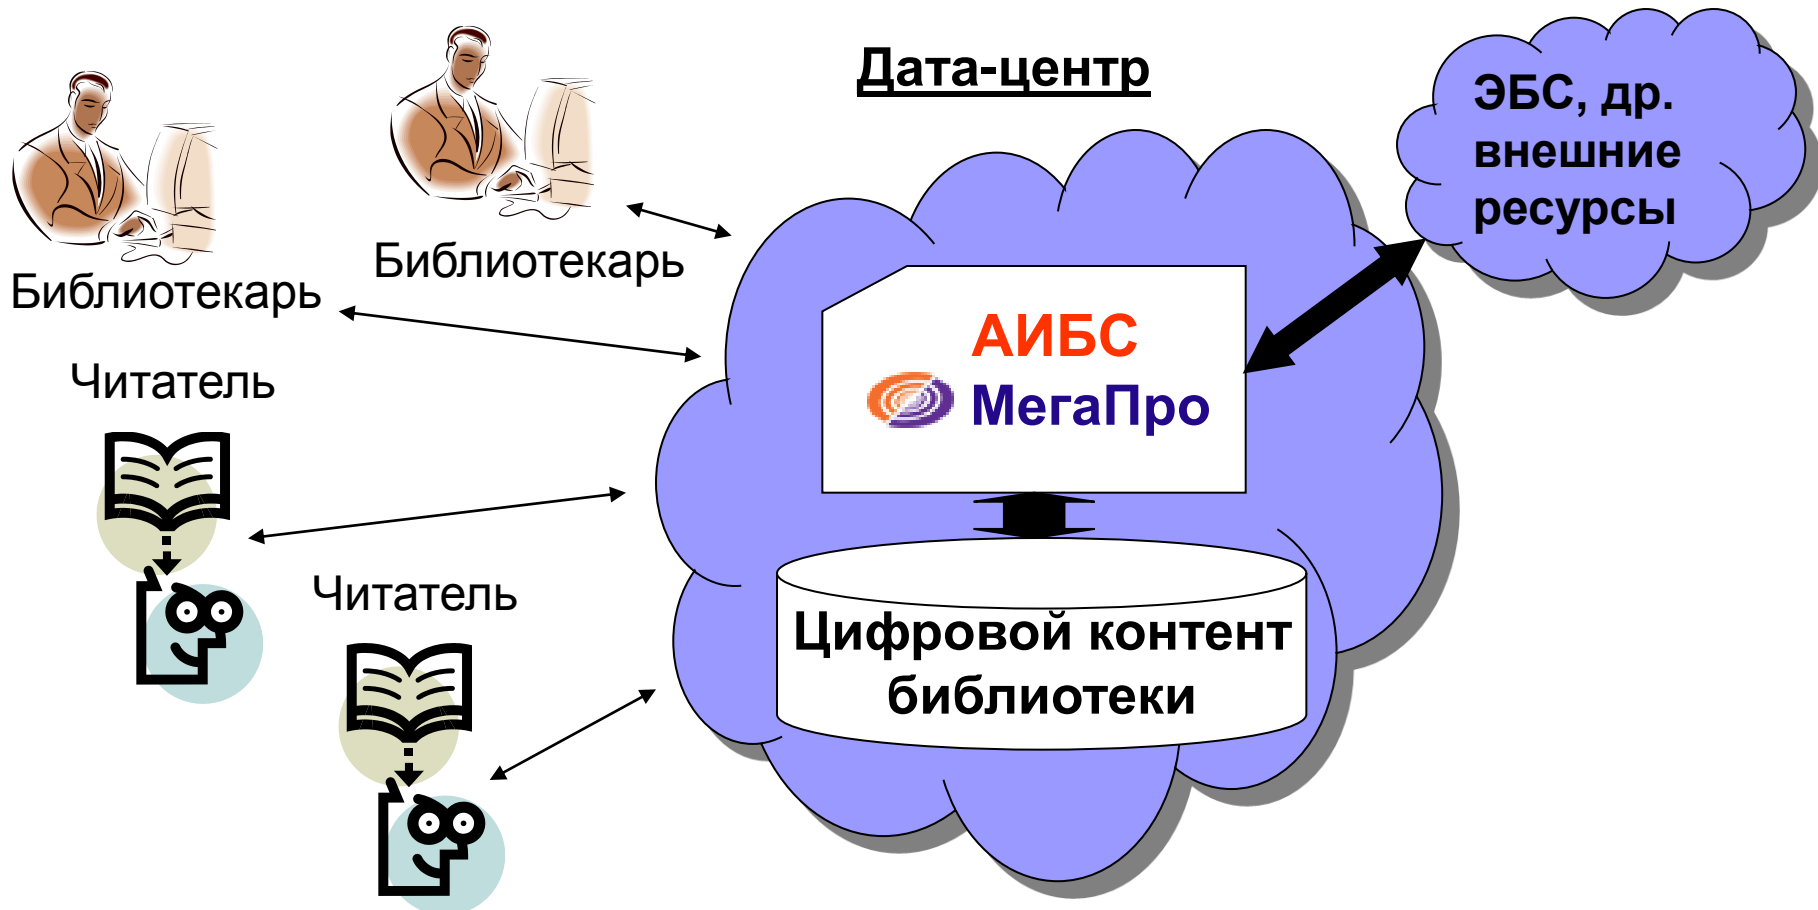 Дата-центр
ЭБС, др.
внешние
ресурсы
Библиотекарь
Библиотекарь
АИБС
МегаПро
Читатель
Читатель
Цифровой контент
библиотеки